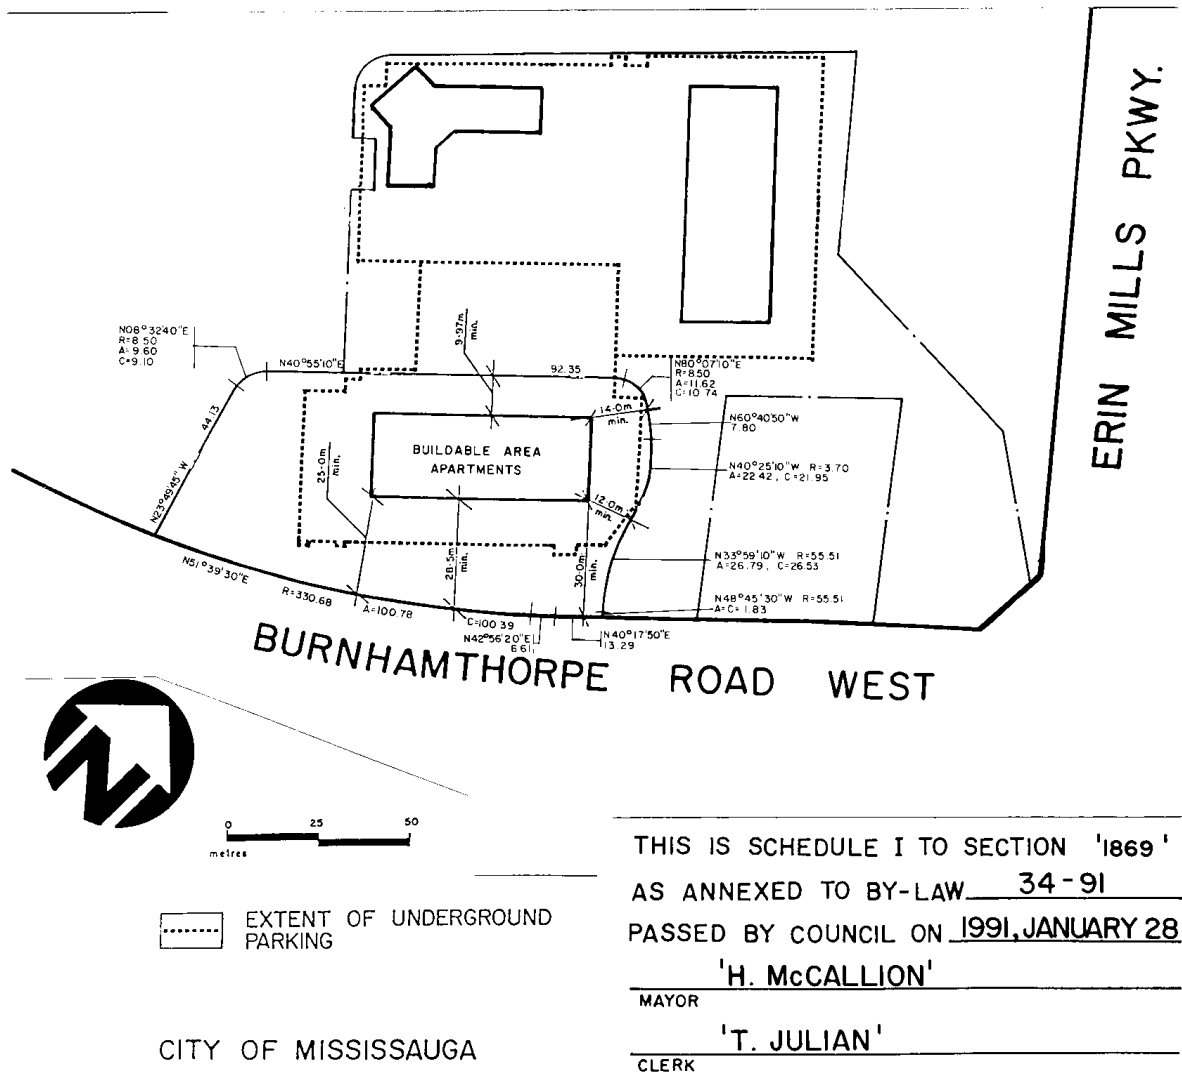 ERIN MILLS PKWY.
N08°32'40"E
R=8.50
A=9.60
C=9.10
N40°55'10"E
9.97m
min.
92.35
N80°07'10"E
R=8.50
A=11.62
C=10.74
44.13
N23°49'45"W
25.0m
min.
BUILDABLE AREA
APARTMENTS
14.0m
min.
N60°40'50"W
7.80
N40°25'10"W R=3.70
A=22.42, C=21.95
12.0m
min.
28.5m
min.
30.0m
min.
N33°59'10"W R=55.51
A=26.79, C=26.53
N48°45'30"W R=55.51
A=C=1.83
N51°39'30"E
R=330.68
A=100.78
C=100.39
N42°56'20"E
6.61
N40°17'50"E
13.29
BURNHAMTHORPE ROAD WEST
N
0 25 50
metres
EXTENT OF UNDERGROUND
PARKING
CITY OF MISSISSAUGA
THIS IS SCHEDULE I TO SECTION '1869'
AS ANNEXED TO BY-LAW 34-91
PASSED BY COUNCIL ON 1991, JANUARY 28
'H. McCALLION'
MAYOR
'T. JULIAN'
CLERK